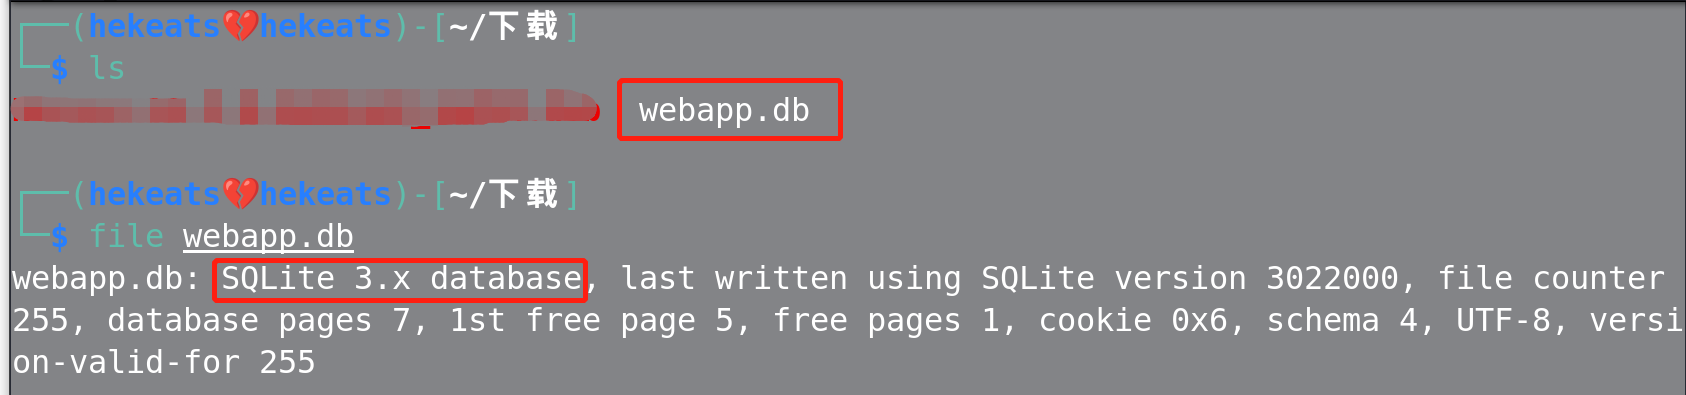 (hekeats💔hekeats)-[~/下载]
$ ls
webapp.db
(hekeats💔hekeats)-[~/下载]
$ file webapp.db
webapp.db: SQLite 3.x database, last written using SQLite version 3022000, file counter
255, database pages 7, 1st free page 5, free pages 1, cookie 0x6, schema 4, UTF-8, versi
on-valid-for 255